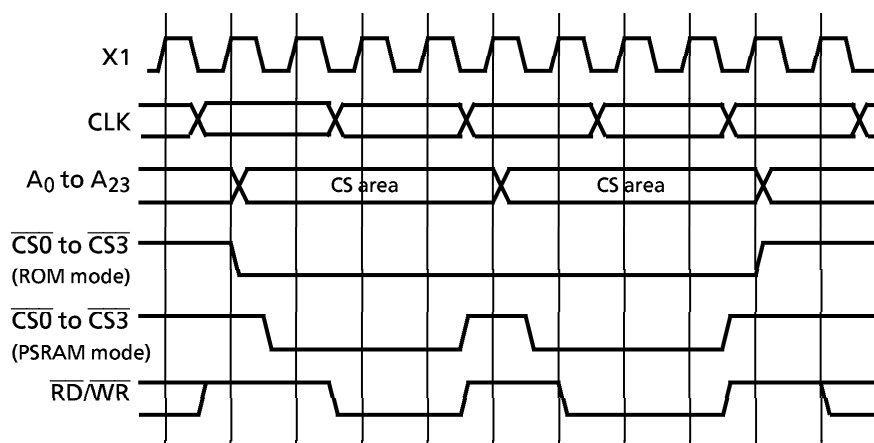 X1
CLK
A0 to A23
CS area
CS area
CS0 to CS3
(ROM mode)
CS0 to CS3
(PSRAM mode)
RD/WR